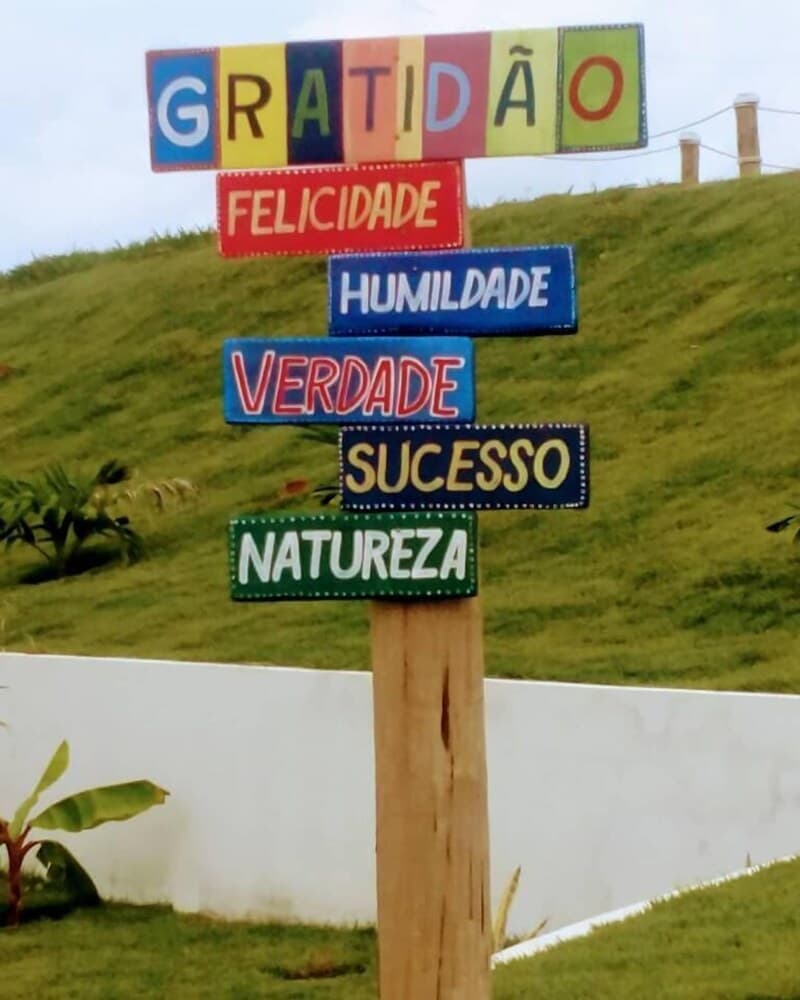 GRATIDÃO
FELICIDADE
HUMILDADE
VERDADE
SUCESSO
NATUREZA